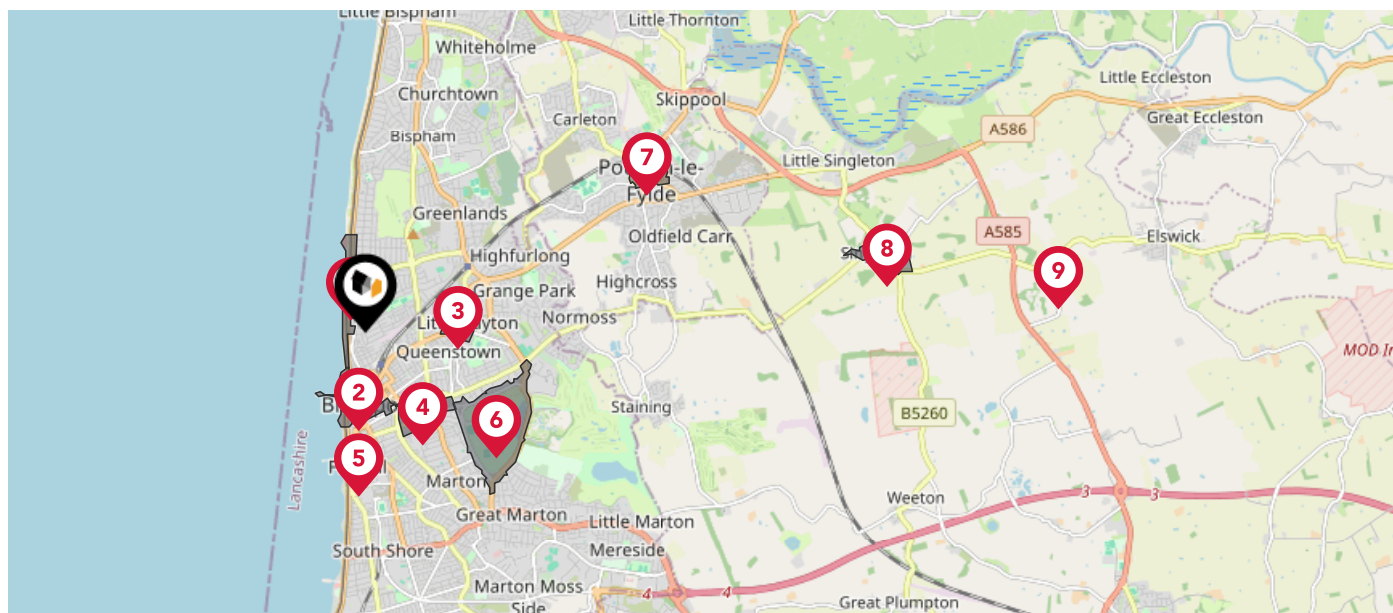 Little Bispham
Little Thornton
Whiteholme
Little Eccleston
Churchtown
Skippool
Great Eccleston
Carleton
A586
Bispham
7
Little Singleton
Fylde
Greenlands
A585
Elswick
Oldfield Carr
8
Highfurlong
9
Highcross
Grange Park
3
Normoss
Queenstown
MOD
2
4
Staining
6
B5260
5
Lancashire
Marton
Weeton
3
3
Great Marton
Little Marton
South Shore
Mereside
Marton Moss
Side
4
4
Great Plumpton